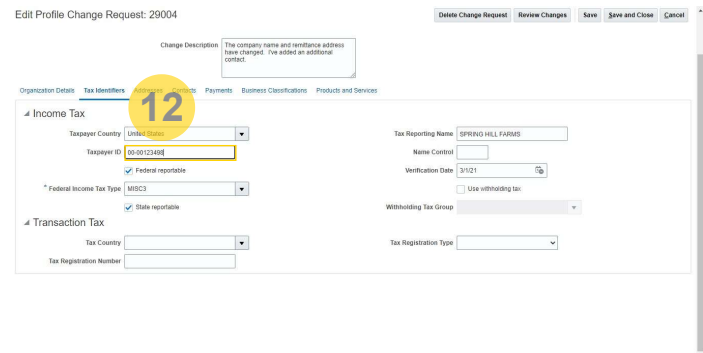 Edit Profile Change Request: 29004
Delete Change Request Review Changes Save Save and Close Cancel
Change Description The company name and remittance address
have changed. I've added an additional
contact.
Organization Details Tax Identifiers Addresses Contacts Payments Business Classifications Products and Services
12
Income Tax
Taxpayer Country United States Tax Reporting Name SPRING HILL FARMS
Taxpayer ID 00-00123498 Name Control
Federal reportable Verification Date 3/1/21
* Federal Income Tax Type MISC3 Use withholding tax
State reportable Withholding Tax Group
Transaction Tax
Tax Country Tax Registration Type
Tax Registration Number